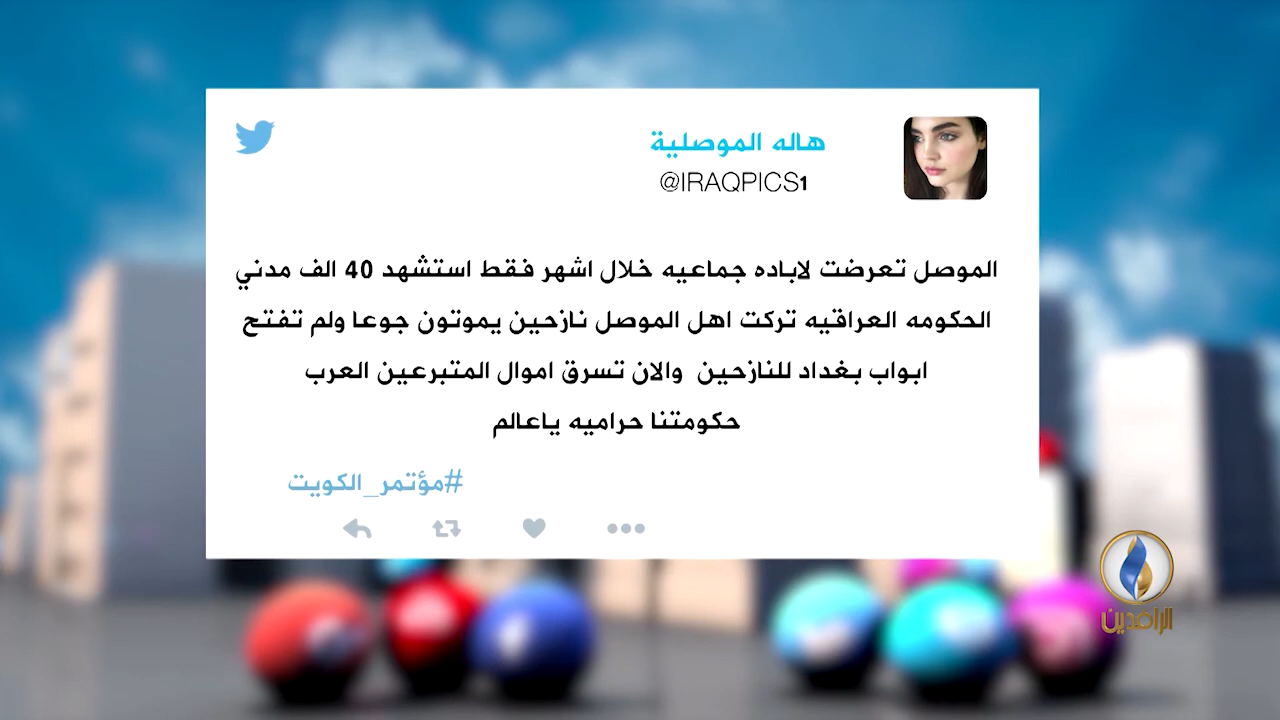 هاله الموصلية
@IRAQPICS1
الموصل تعرضت لاباده جماعيه خلال اشهر فقط استشهد 40 الف مدني
الحكومه العراقيه تركت اهل الموصل نازحين يموتون جوعا ولم تفتح
ابواب بغداد للنازحين والان تسرق اموال المتبرعين العرب
حكومتنا حراميه ياعالم
#مؤتمر_الكويت
الرافدين